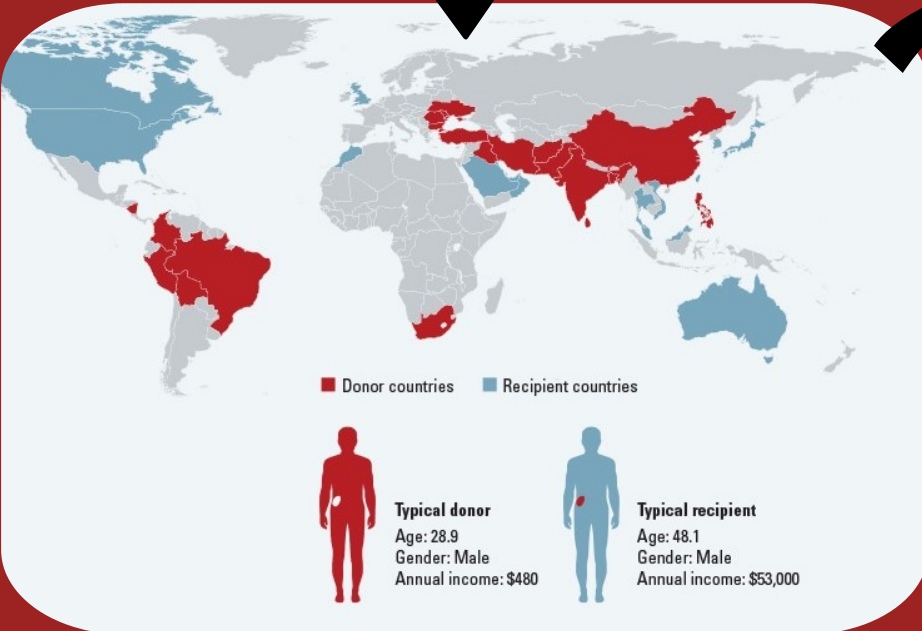 Donor countries
Recipient countries
Typical donor
Age: 28.9
Gender: Male
Annual income: $480
Typical recipient
Age: 48.1
Gender: Male
Annual income: $53,000